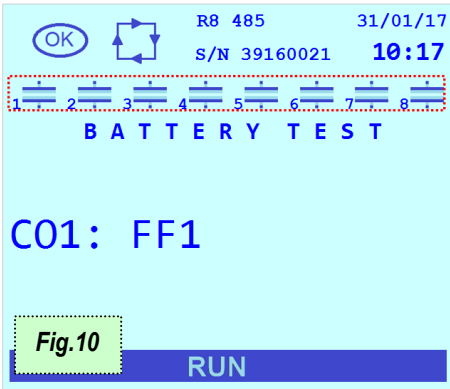 OK
R8 485 31/01/17
S/N 39160021 10:17
1 2 3 4 5 6 7 8
BATTERY TEST
CO1: FF1
Fig.10
RUN